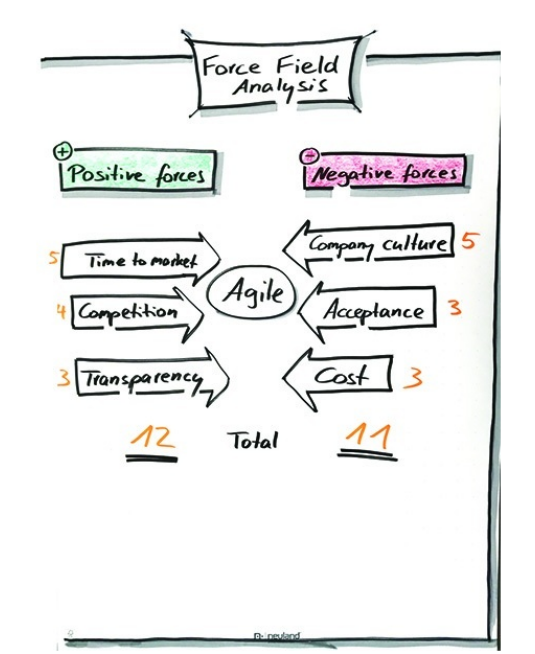 Force Field
Analysis
+
Positive forces
-
Negative forces
5 Time to market
Company culture 5
Agile
4 Competition
Acceptance 3
3 Transparency
Cost 3
12 Total 11
neuland